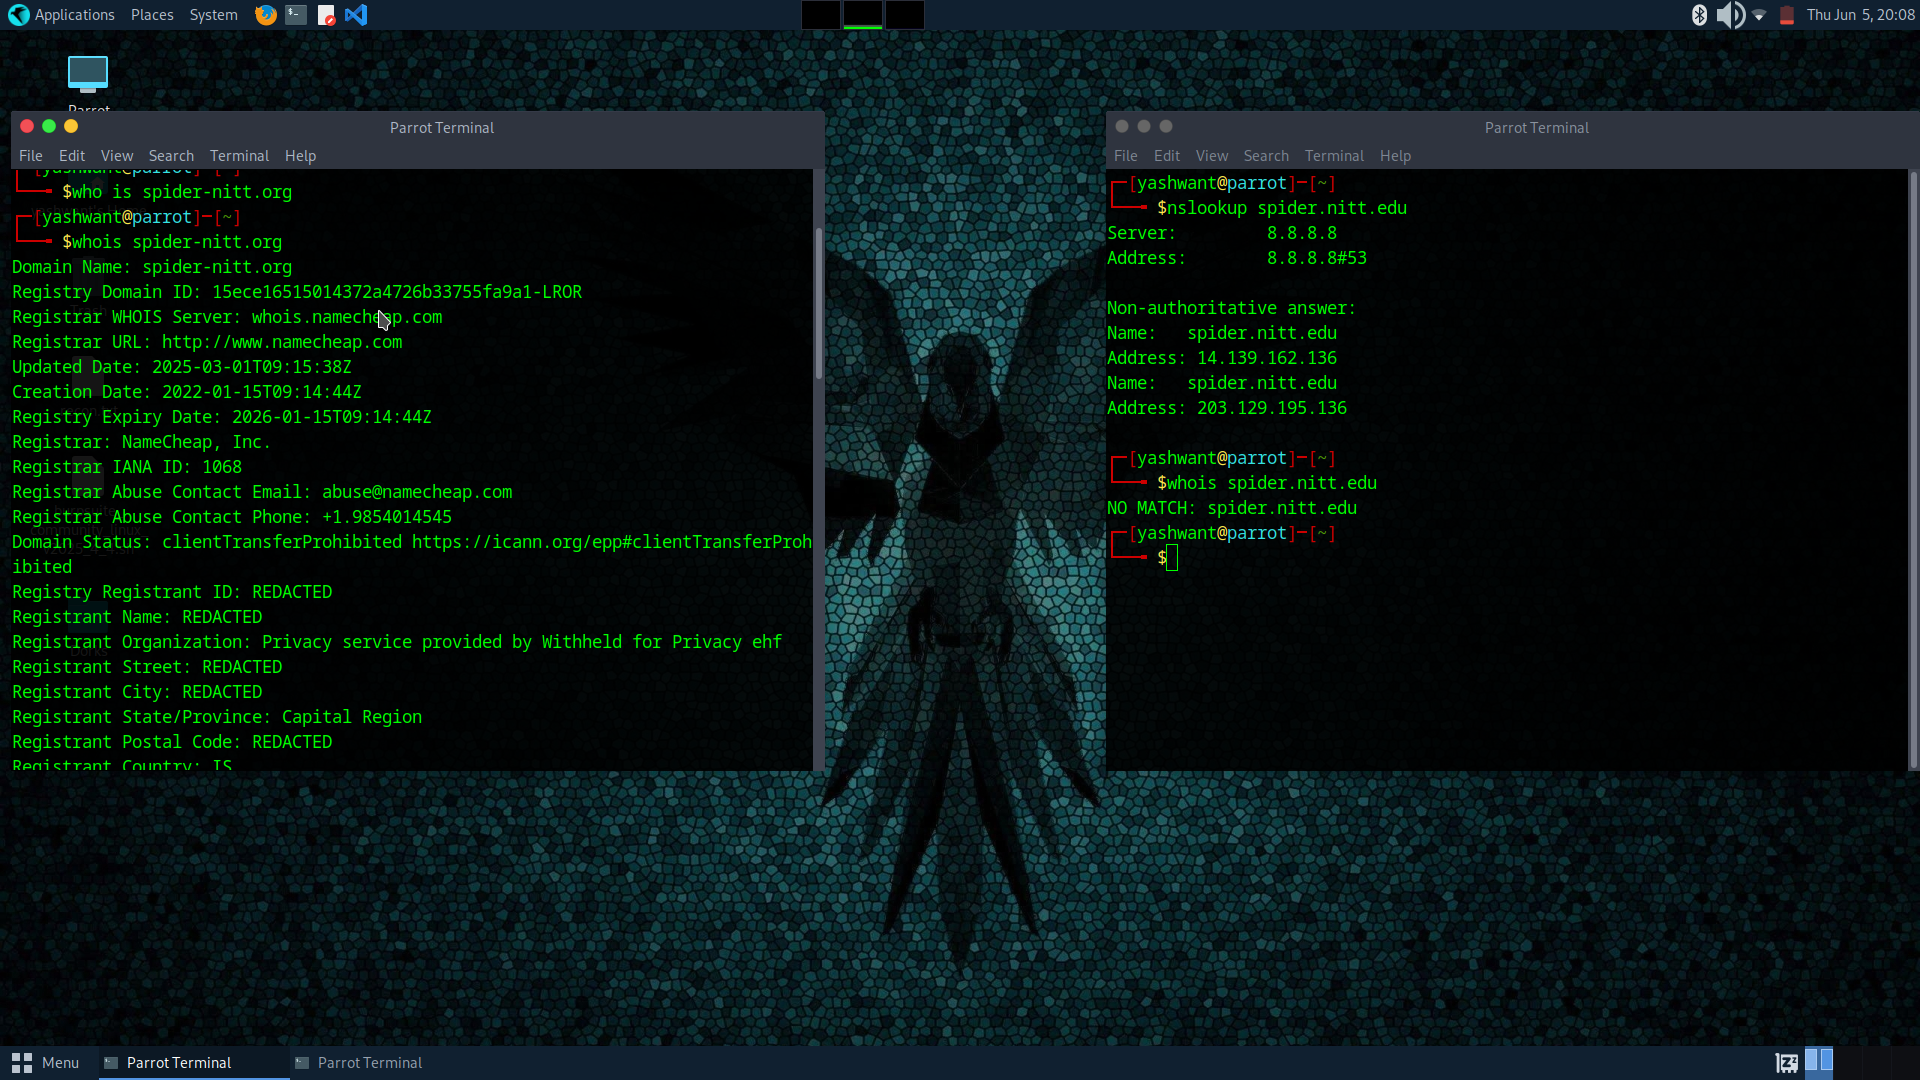 Applications Places System
Thu Jun 5, 20:08
Parrot
Parrot Terminal
File Edit View Search Terminal Help
[yashwant@parrot]─[~]
$who is spider-nitt.org
[yashwant@parrot]─[~]
$whois spider-nitt.org
Domain Name: spider-nitt.org
Registry Domain ID: 15ece16515014372a4726b33755fa9a1-LROR
Registrar WHOIS Server: whois.namecheap.com
Registrar URL: http://www.namecheap.com
Updated Date: 2025-03-01T09:15:38Z
Creation Date: 2022-01-15T09:14:44Z
Registry Expiry Date: 2026-01-15T09:14:44Z
Registrar: NameCheap, Inc.
Registrar IANA ID: 1068
Registrar Abuse Contact Email: abuse@namecheap.com
Registrar Abuse Contact Phone: +1.9854014545
Domain Status: clientTransferProhibited https://icann.org/epp#clientTransferProh
ibited
Registry Registrant ID: REDACTED
Registrant Name: REDACTED
Registrant Organization: Privacy service provided by Withheld for Privacy ehf
Registrant Street: REDACTED
Registrant City: REDACTED
Registrant State/Province: Capital Region
Registrant Postal Code: REDACTED
Registrant Country: IS
Parrot Terminal
File Edit View Search Terminal Help
[yashwant@parrot]─[~]
$nslookup spider.nitt.edu
Server: 8.8.8.8
Address: 8.8.8.8#53
Non-authoritative answer:
Name: spider.nitt.edu
Address: 14.139.162.136
Name: spider.nitt.edu
Address: 203.129.195.136
[yashwant@parrot]─[~]
$whois spider.nitt.edu
NO MATCH: spider.nitt.edu
[yashwant@parrot]─[~]
$
Menu Parrot Terminal Parrot Terminal